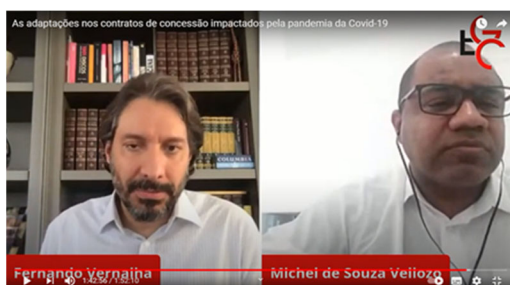 As adaptações nos contratos de concessão impactados pela pandemia da Covid-19
EGC
Fernando Vernalha
Michel de Souza Vellozo
1:42:56 / 1:52:10